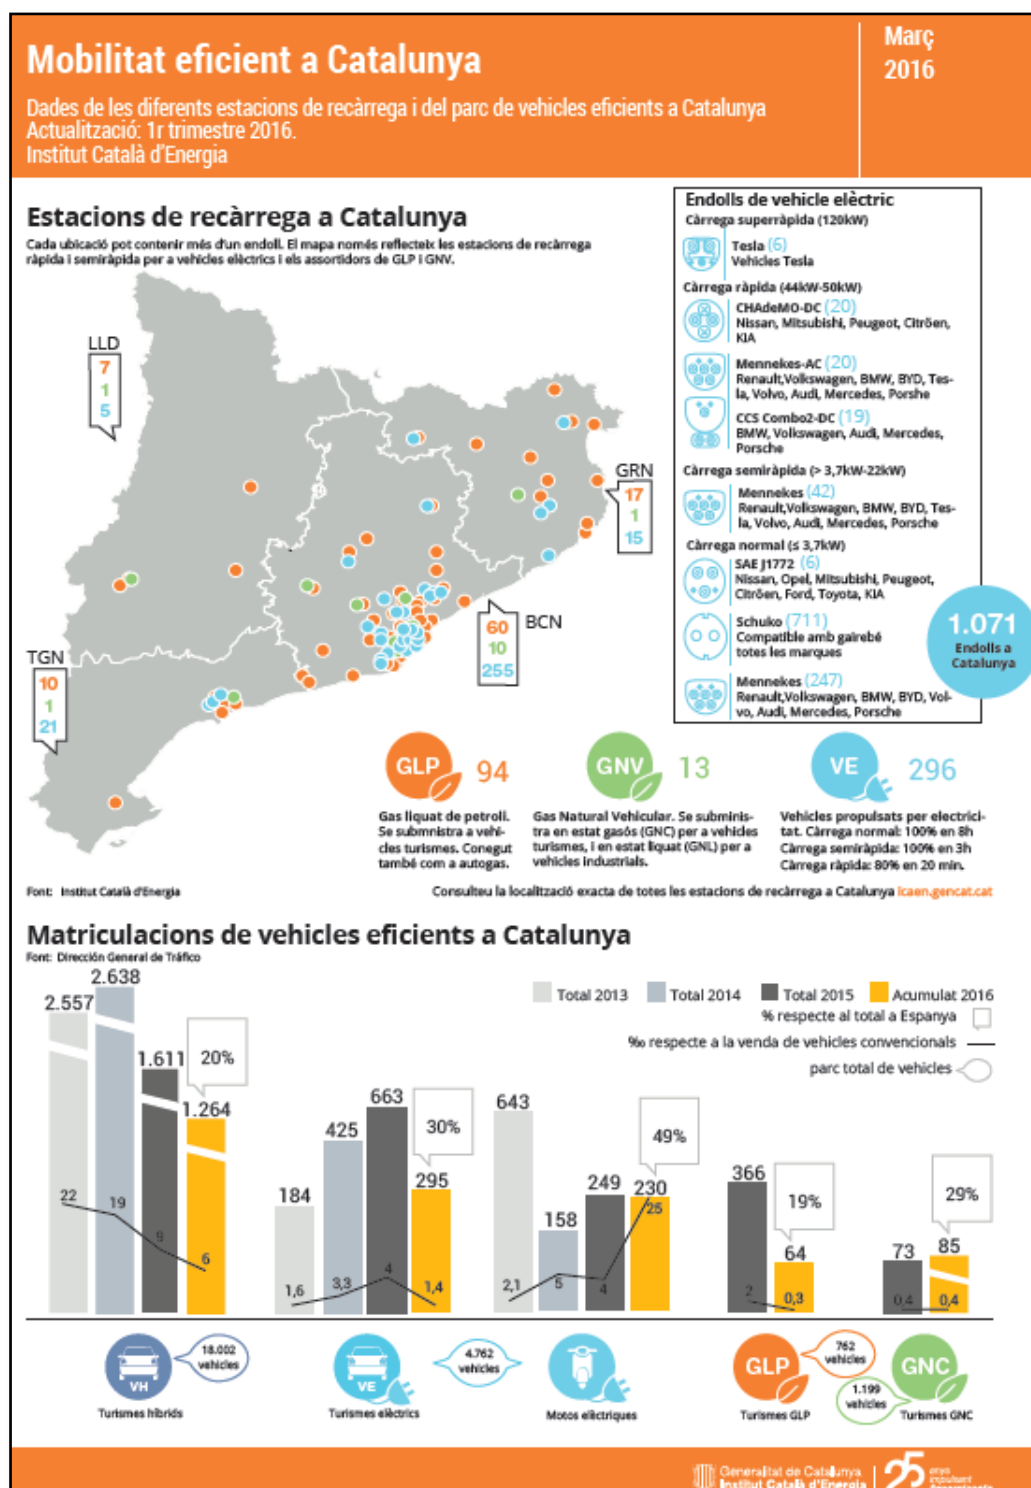 Mobilitat eficient a Catalunya
Març
2016
Dades de les diferents estacions de recàrrega i del parc de vehicles eficients a Catalunya
Actualització: 1r trimestre 2016.
Institut Català d'Energia
Estacions de recàrrega a Catalunya
Cada ubicació pot contenir més d'un endoll. El mapa només reflecteix les estacions de recàrrega
ràpida i semiràpida per a vehicles elèctrics i els assortidors de GLP i GNV.
LLD
7
1
5
GRN
17
1
15
BCN
60
10
255
TGN
10
1
21
Endolls de vehicle elèctric
Càrrega superràpida (120kW)
Tesla (6)
Vehicles Tesla
Càrrega ràpida (44kW-50kW)
CHAdeMO-DC (20)
Nissan, Mitsubishi, Peugeot, Citröen,
KIA
Mennekes-AC (20)
Renault,Volkswagen, BMW, BYD, Tes-
la, Volvo, Audi, Mercedes, Porshe
CCS Combo2-DC (19)
BMW, Volkswagen, Audi, Mercedes,
Porsche
Càrrega semiràpida (> 3,7kW-22kW)
Mennekes (42)
Renault,Volkswagen, BMW, BYD, Tes-
la, Volvo, Audi, Mercedes, Porsche
Càrrega normal (≤ 3,7kW)
SAE J1772 (6)
Nissan, Opel, Mitsubishi, Peugeot,
Citröen, Ford, Toyota, KIA
Schuko (711)
Compatible amb gairebé
totes les marques
Mennekes (247)
Renault,Volkswagen, BMW, BYD, Vol-
vo, Audi, Mercedes, Porsche
1.071
Endolls a
Catalunya
GLP 94
Gas liquat de petroli.
Se submnistra a vehi-
cles turismes. Conegut
també com a autogas.
GNV 13
Gas Natural Vehicular. Se subminis-
tra en estat gasós (GNC) per a vehicles
turismes, i en estat líquat (GNL) per a
vehicles industrials.
VE 296
Vehicles propulsats per electrici-
tat. Càrrega normal: 100% en 8h
Càrrega semiràpida: 100% en 3h
Càrrega ràpida: 80% en 20 min.
Font: Institut Català d'Energia
Consulteu la localització exacta de totes les estacions de recàrrega a Catalunya icaen.gencat.cat
Matriculacions de vehicles eficients a Catalunya
Font: Dirección General de Tráfico
Total 2013 Total 2014 Total 2015 Acumulat 2016
% respecte al total a Espanya
‰ respecte a la venda de vehicles convencionals
parc total de vehicles
2.557
2.638
1.611
1.264
20%
22
19
9
6
184
425
663
295
30%
1,6
3,3
4
1,4
643
158
249
230
49%
2,1
5
4
25
366
64
19%
2
0,3
73
85
29%
0,4
0,4
VH
18.002
vehicles
Turismes híbrids
VE
4.762
vehicles
Turismes elèctrics
Motos elèctriques
GLP
762
vehicles
Turismes GLP
GNC
1.199
vehicles
Turismes GNC
Generalitat de Catalunya
Institut Català d'Energia
25 anys
impulsant